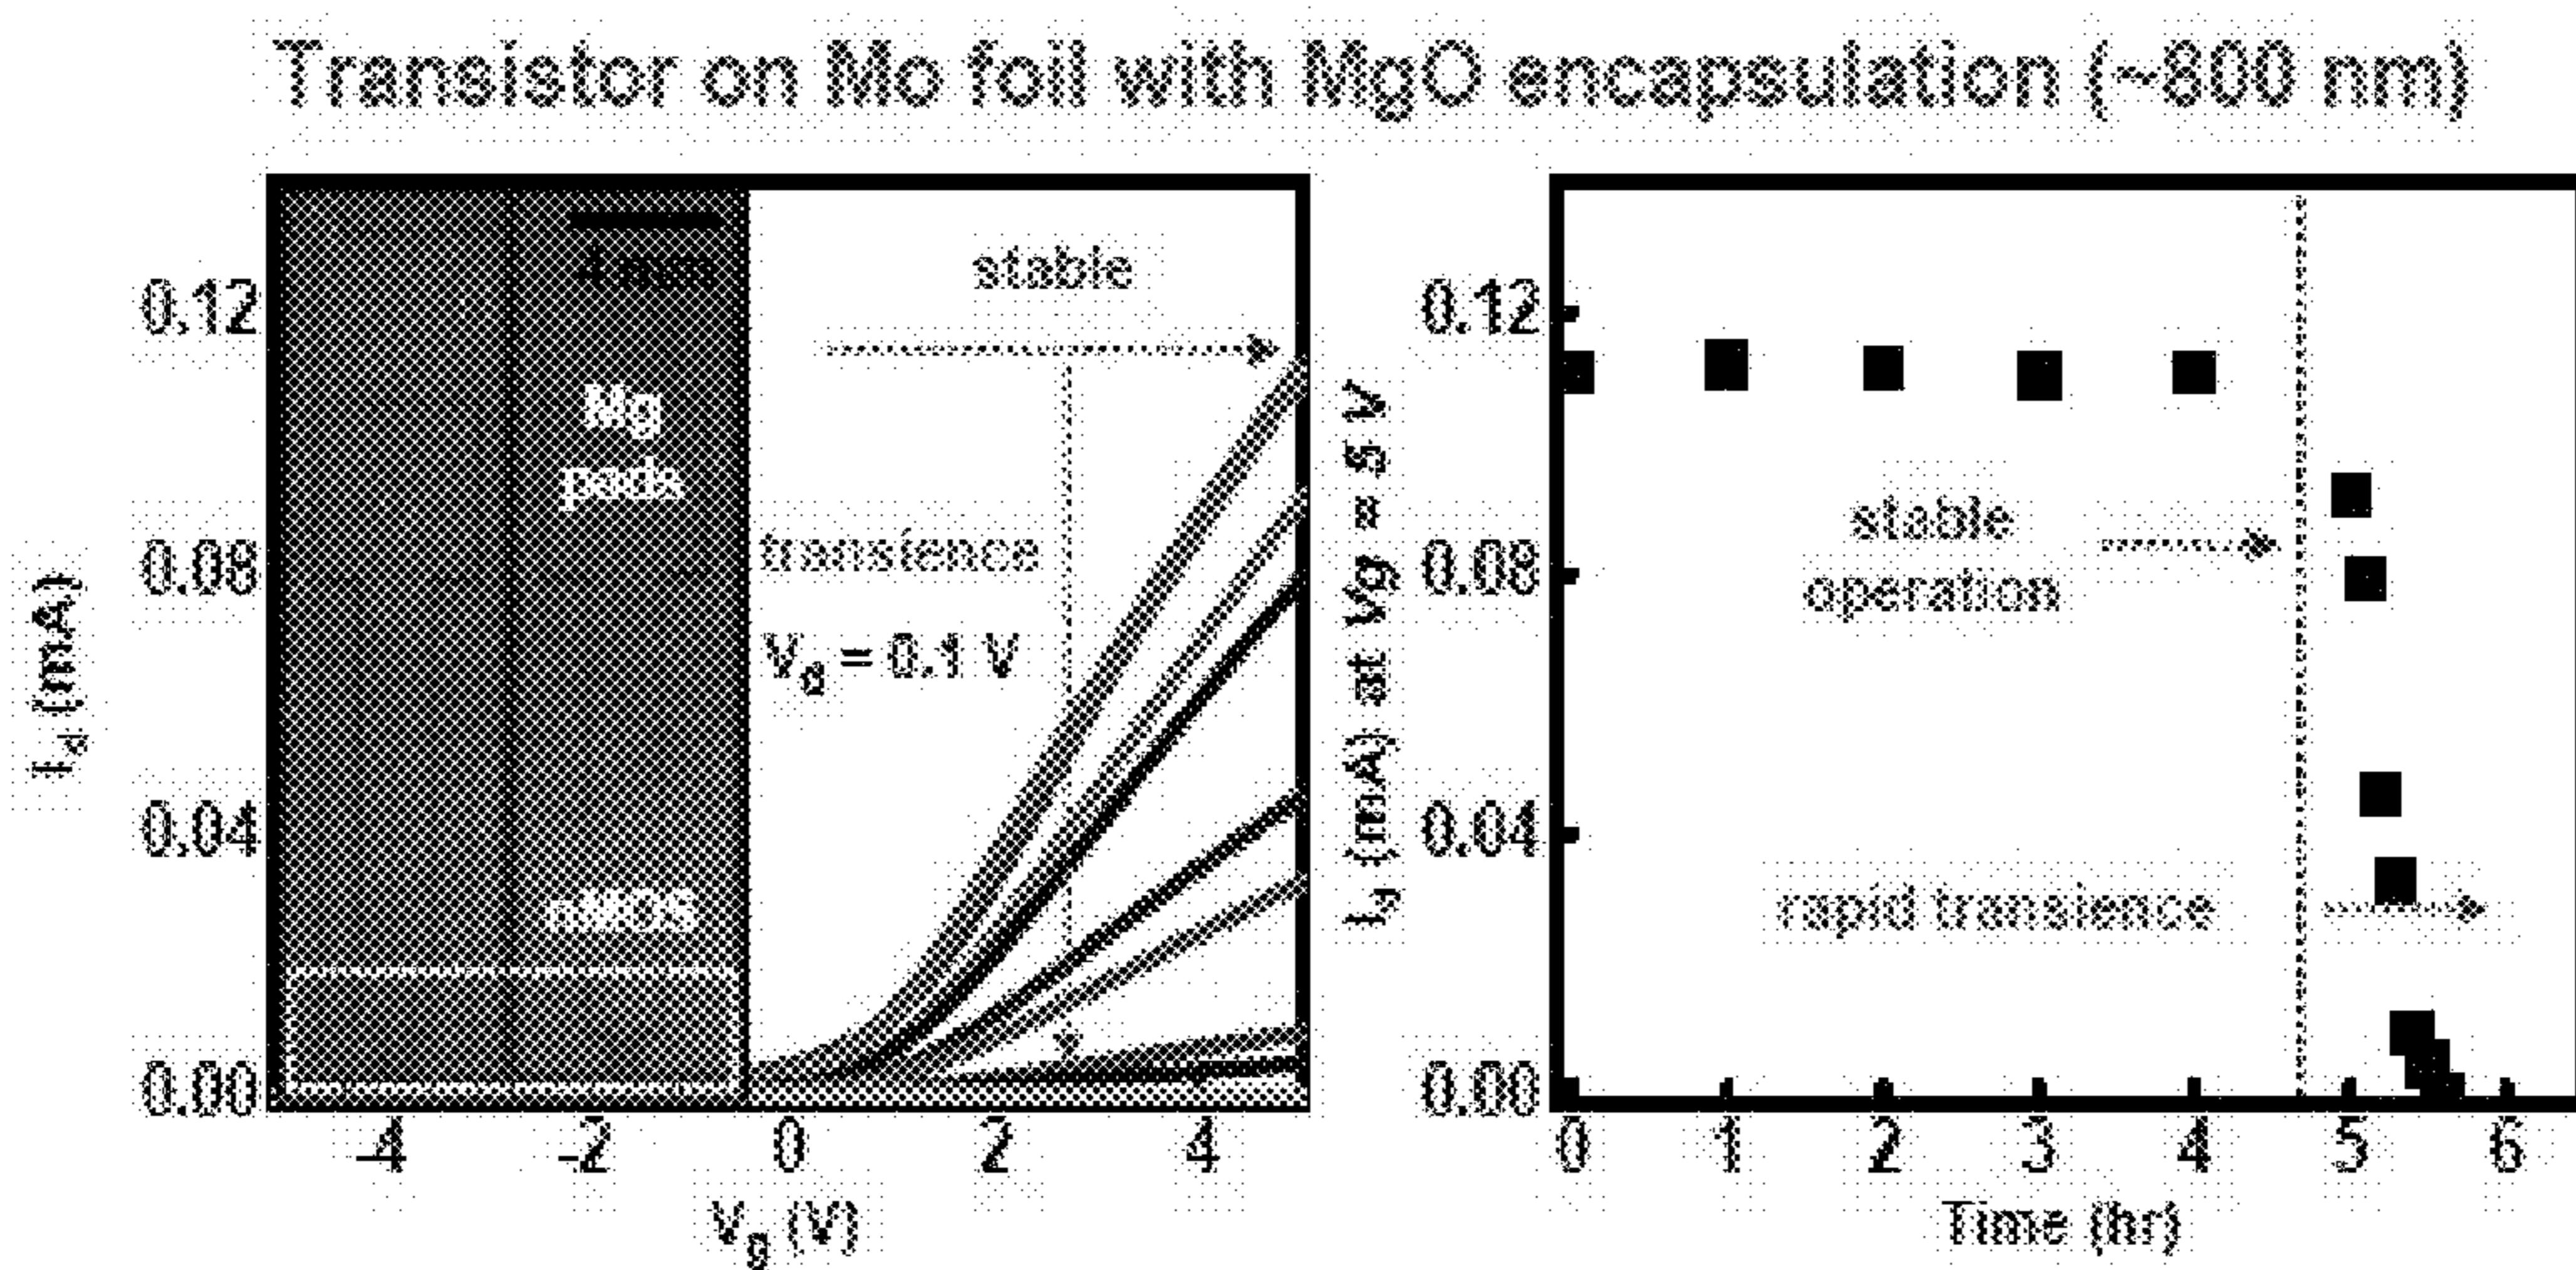 Transistor on Mo foil with MgO encapsulation (~800 nm)
4 mm
Mg
pads
nMOS
stable
transience
V_d = 0.1 V
I_d (mA)
0.12
0.08
0.04
0.00
-4 -2 0 2 4
V_g (V)
I_d (mA) at Vg = 5 V
0.12
0.08
0.04
0.00
stable
operation
rapid transience
0 1 2 3 4 5 6
Time (hr)